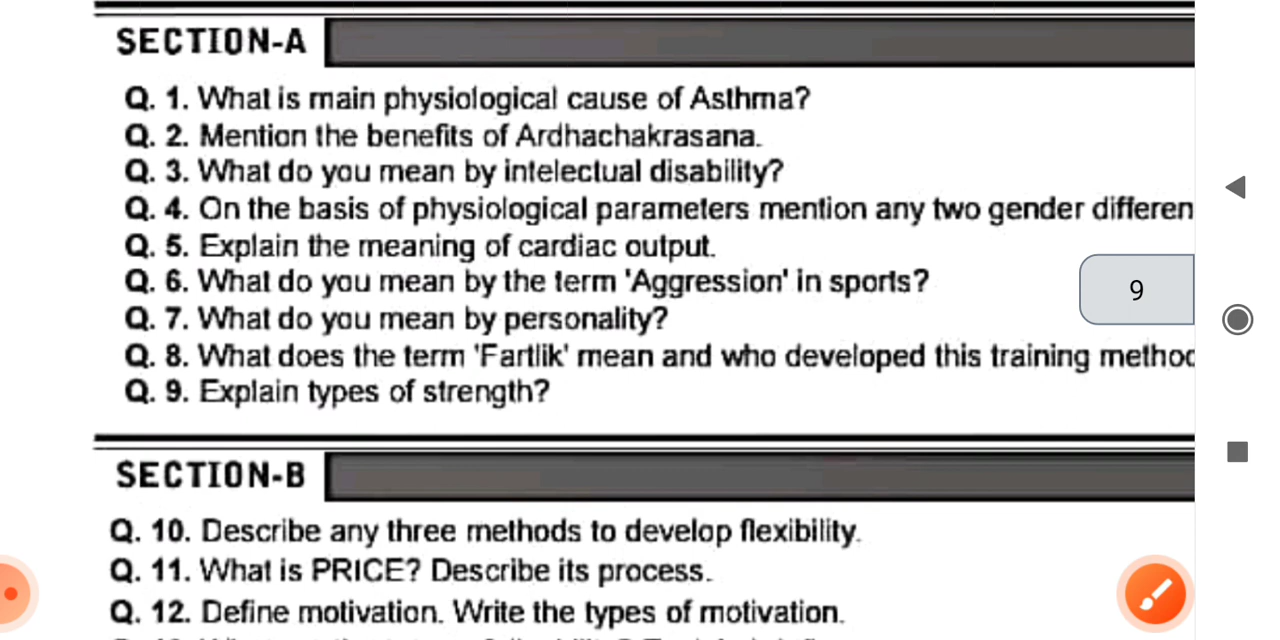 SECTION-A
Q. 1. What is main physiological cause of Asthma?
Q. 2. Mention the benefits of Ardhachakrasana.
Q. 3. What do you mean by intelectual disability?
Q. 4. On the basis of physiological parameters mention any two gender differen
Q. 5. Explain the meaning of cardiac output.
Q. 6. What do you mean by the term 'Aggression' in sports?
9
Q. 7. What do you mean by personality?
Q. 8. What does the term 'Fartlik' mean and who developed this training method
Q. 9. Explain types of strength?
SECTION-B
Q. 10. Describe any three methods to develop flexibility.
Q. 11. What is PRICE? Describe its process.
Q. 12. Define motivation. Write the types of motivation.